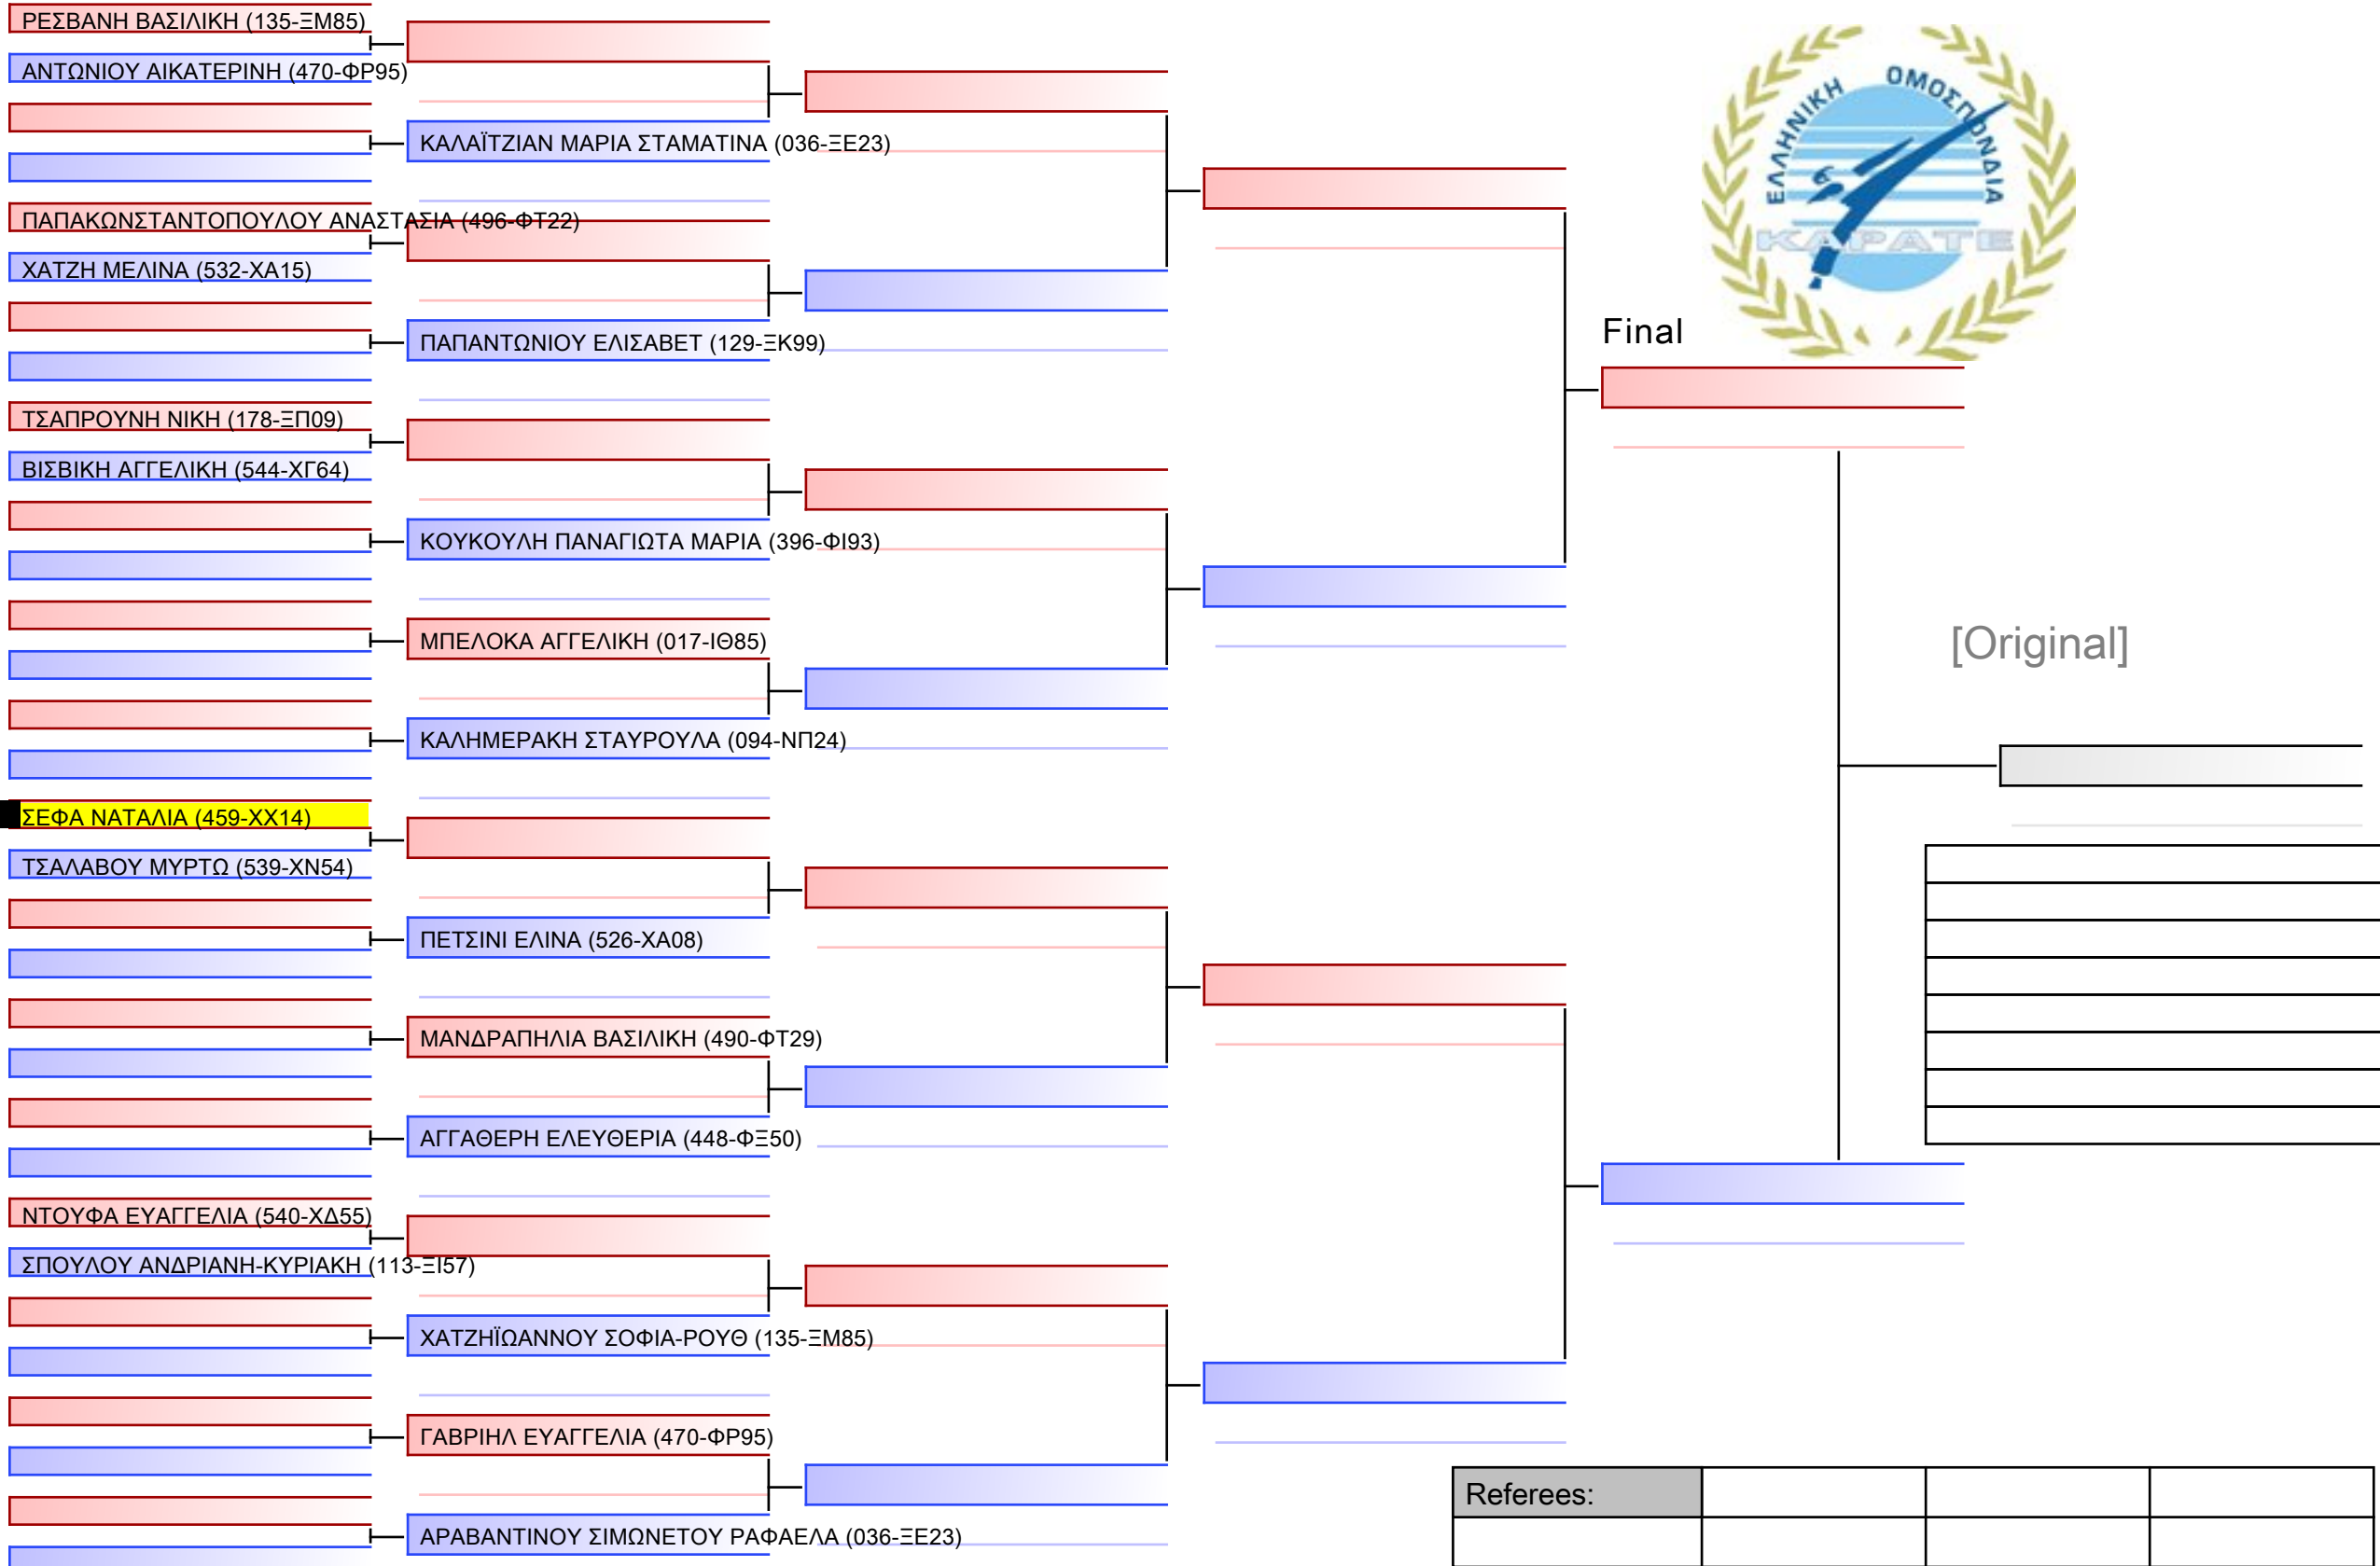 ΡΕΣΒΑΝΗ ΒΑΣΙΛΙΚΗ (135-ΞΜ85)
ΑΝΤΩΝΙΟΥ ΑΙΚΑΤΕΡΙΝΗ (470-ΦΡ95)
ΚΑΛΑΪΤΖΙΑΝ ΜΑΡΙΑ ΣΤΑΜΑΤΙΝΑ (036-ΞΕ23)
ΠΑΠΑΚΩΝΣΤΑΝΤΟΠΟΥΛΟΥ ΑΝΑΣΤΑΣΙΑ (496-ΦΤ22)
ΧΑΤΖΗ ΜΕΛΙΝΑ (532-ΧΑ15)
ΠΑΠΑΝΤΩΝΙΟΥ ΕΛΙΣΑΒΕΤ (129-ΞΚ99)
ΤΣΑΠΡΟΥΝΗ ΝΙΚΗ (178-ΞΠ09)
ΒΙΣΒΙΚΗ ΑΓΓΕΛΙΚΗ (544-ΧΓ64)
ΚΟΥΚΟΥΛΗ ΠΑΝΑΓΙΩΤΑ ΜΑΡΙΑ (396-ΦΙ93)
ΜΠΕΛΟΚΑ ΑΓΓΕΛΙΚΗ (017-ΙΘ85)
ΚΑΛΗΜΕΡΑΚΗ ΣΤΑΥΡΟΥΛΑ (094-ΝΠ24)
ΣΕΦΑ ΝΑΤΑΛΙΑ (459-ΧΧ14)
ΤΣΑΛΑΒΟΥ ΜΥΡΤΩ (539-ΧΝ54)
ΠΕΤΣΙΝΙ ΕΛΙΝΑ (526-ΧΑ08)
ΜΑΝΔΡΑΠΗΛΙΑ ΒΑΣΙΛΙΚΗ (490-ΦΤ29)
ΑΓΓΑΘΕΡΗ ΕΛΕΥΘΕΡΙΑ (448-ΦΞ50)
ΝΤΟΥΦΑ ΕΥΑΓΓΕΛΙΑ (540-ΧΔ55)
ΣΠΟΥΛΟΥ ΑΝΔΡΙΑΝΗ-ΚΥΡΙΑΚΗ (113-ΞΙ57)
ΧΑΤΖΗΪΩΑΝΝΟΥ ΣΟΦΙΑ-ΡΟΥΘ (135-ΞΜ85)
ΓΑΒΡΙΗΛ ΕΥΑΓΓΕΛΙΑ (470-ΦΡ95)
ΑΡΑΒΑΝΤΙΝΟΥ ΣΙΜΩΝΕΤΟΥ ΡΑΦΑΕΛΑ (036-ΞΕ23)
ΕΛΛΗΝΙΚΗ ΟΜΟΣΠΟΝΔΙΑ
ΚΑΡΑΤΕ
Final
[Original]
Referees: